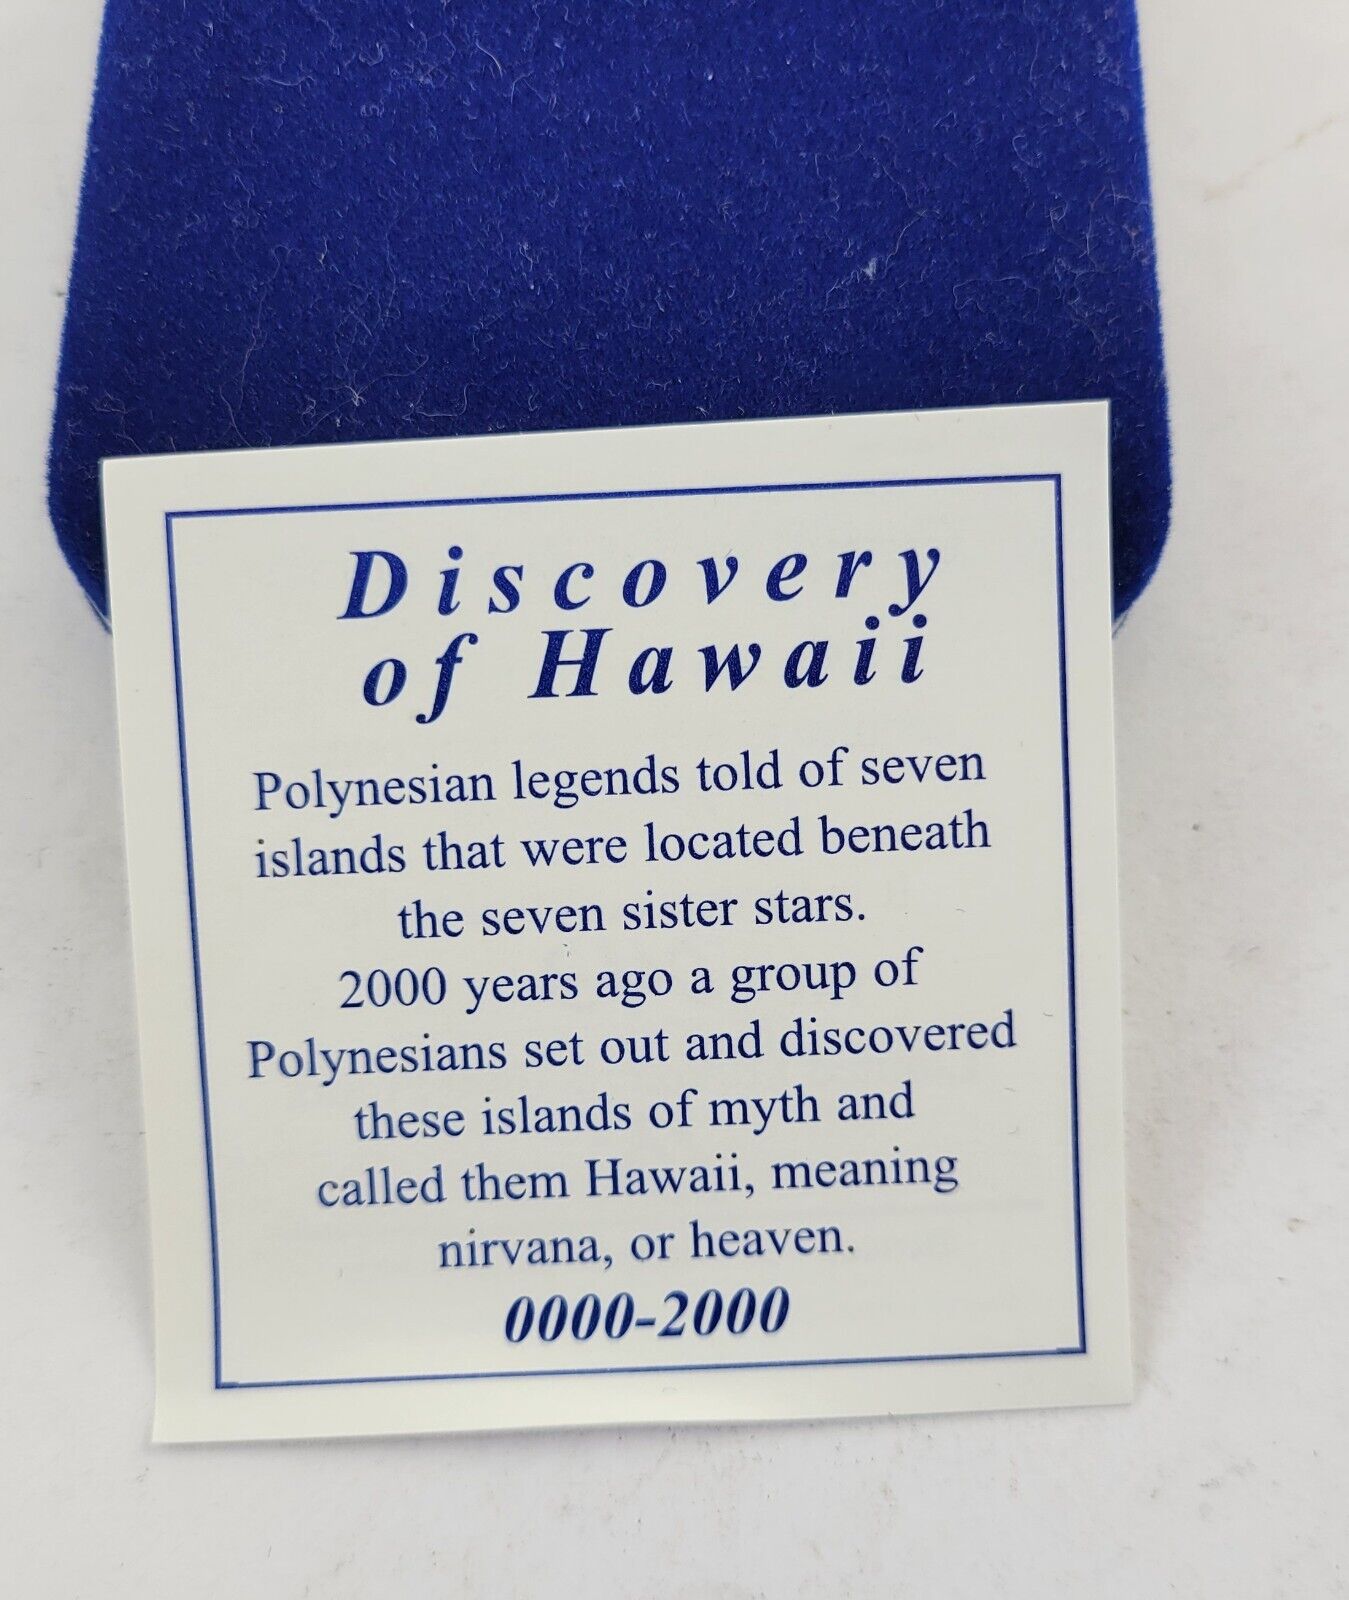 Discovery
of Hawaii
Polynesian legends told of seven
islands that were located beneath
the seven sister stars.
2000 years ago a group of
Polynesians set out and discovered
these islands of myth and
called them Hawaii, meaning
nirvana, or heaven.
0000-2000